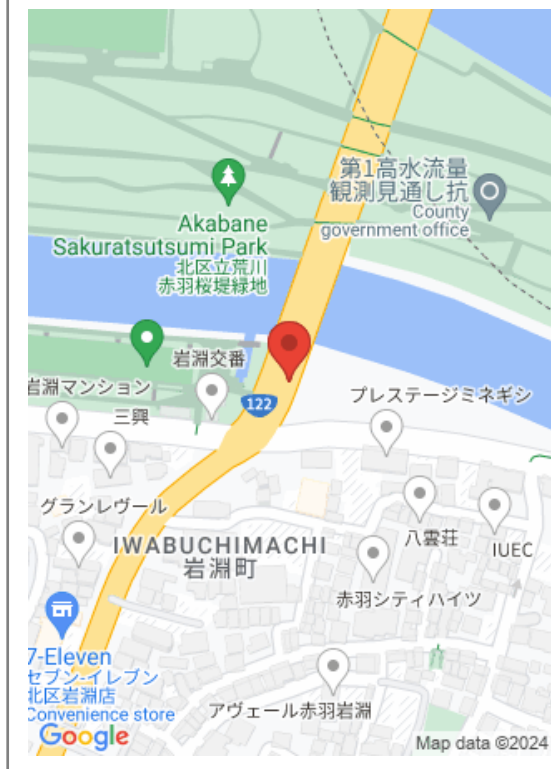 第1高水流量
観測見通し杭
County
government office
Akabane
Sakuratsutsumi Park
北区立荒川
赤羽桜堤緑地
岩淵交番
岩淵マンション
三興
122
プレステージミネギシ
グランレヴール
IWABUCHIMACHI
岩淵町
八雲荘
IUEC
赤羽シティハイツ
7-Eleven
セブン-イレブン
北区岩淵店
Convenience store
アヴェール赤羽岩淵
Google
Map data ©2024